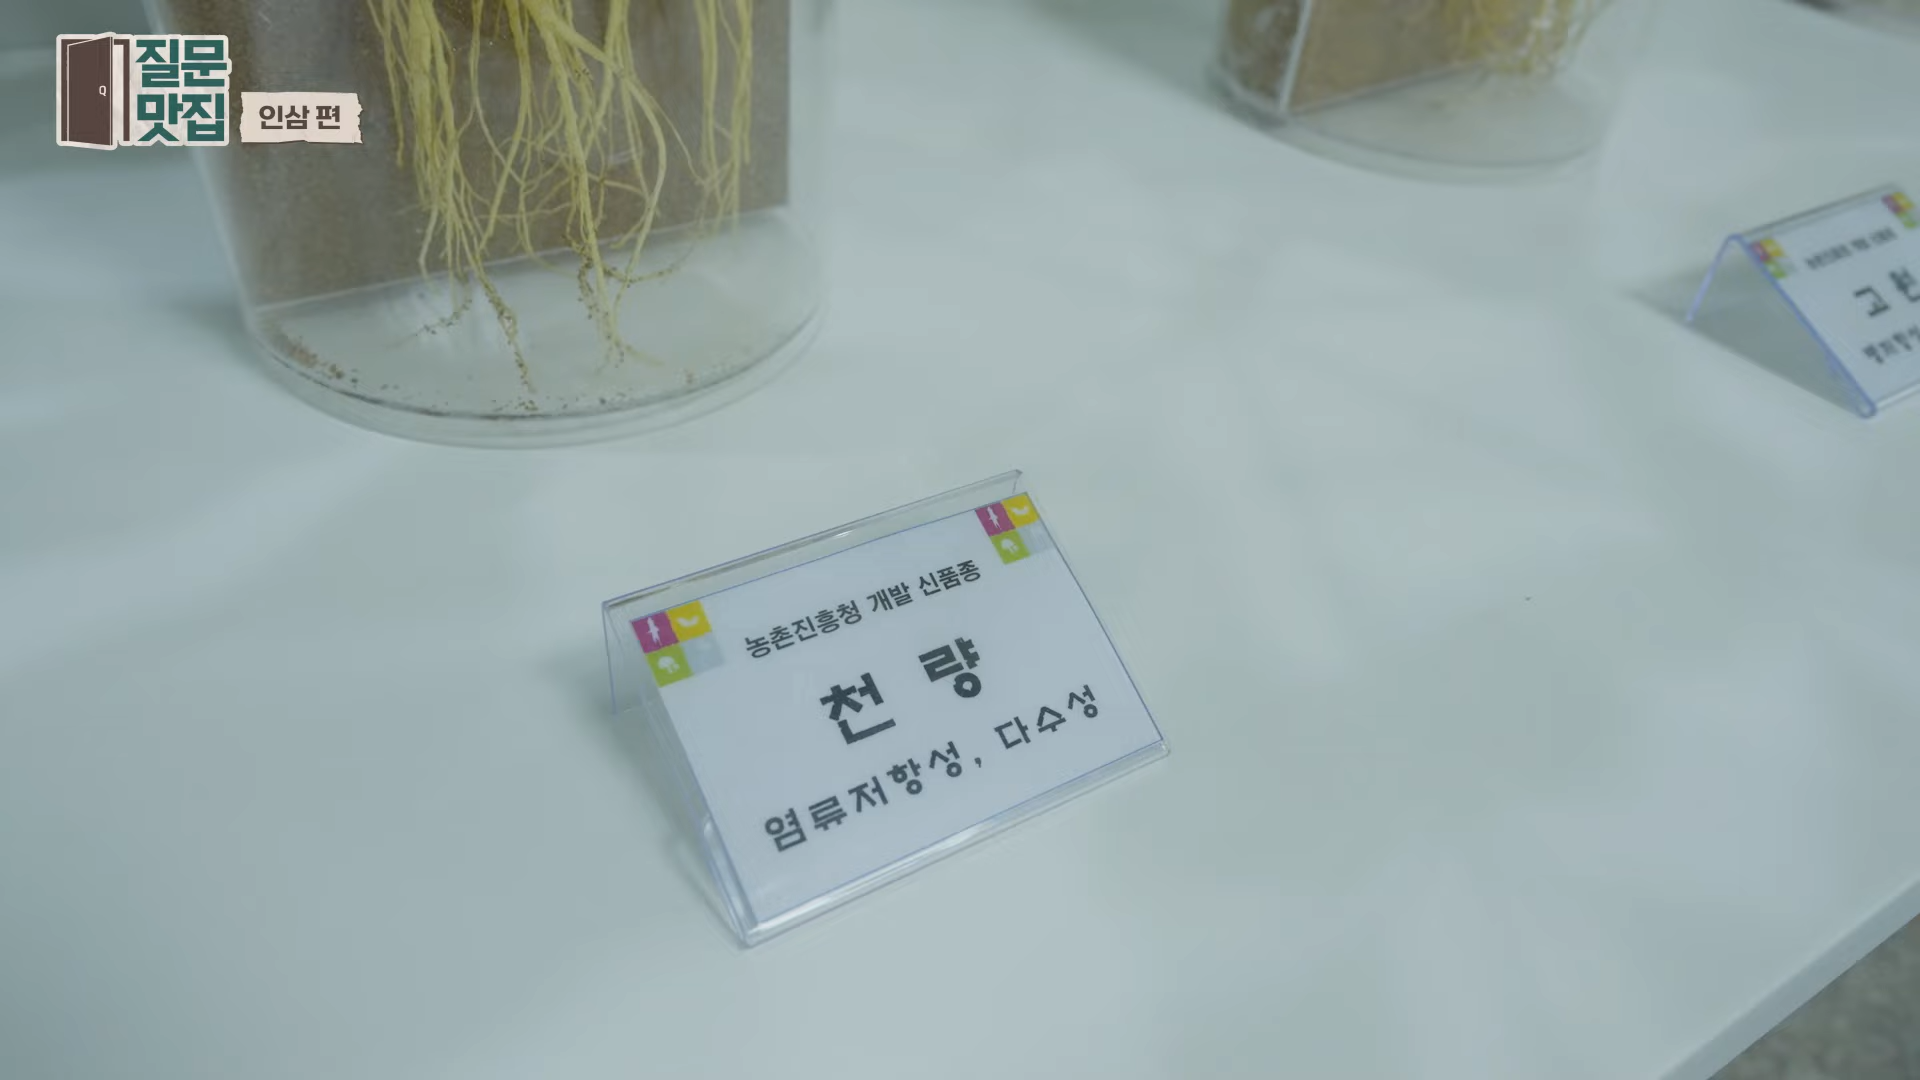 질문
맛집
인삼 편
농촌진흥청 개발 신품종
천량
염류저항성, 다수성
고원